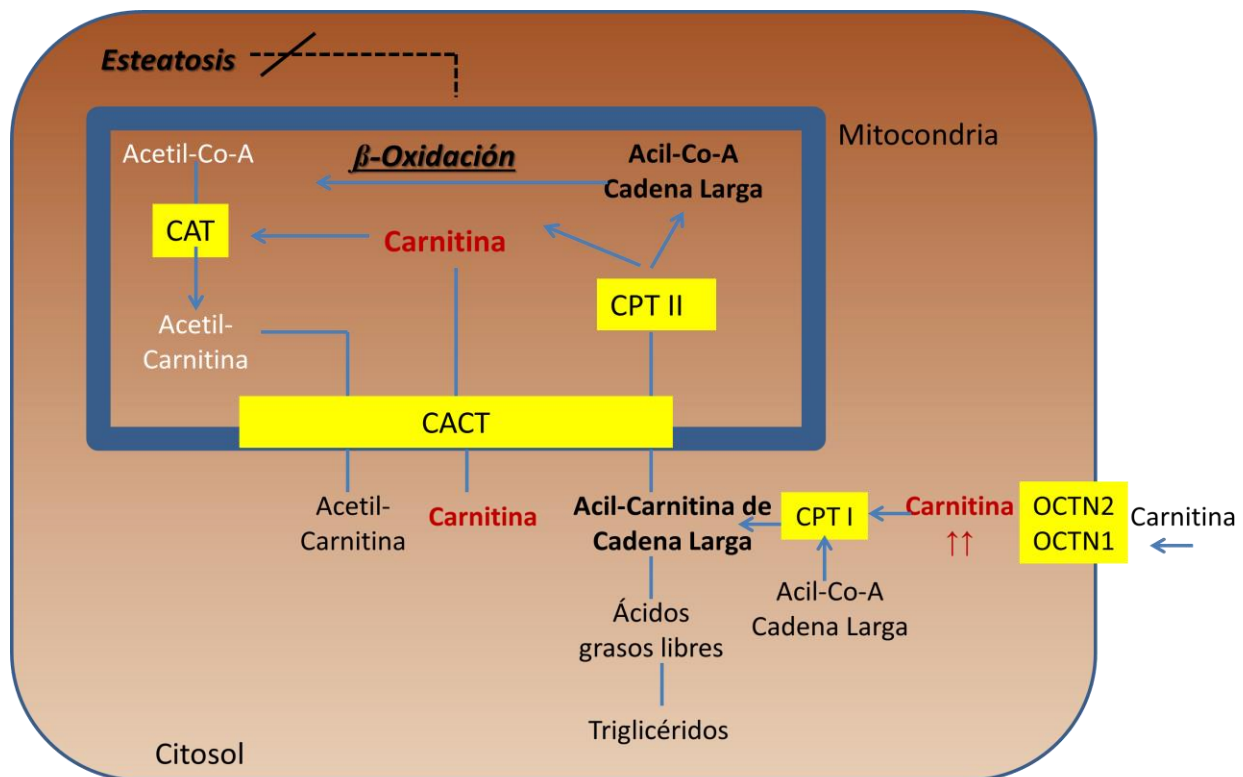 Esteatosis
Mitocondria
Acetil-Co-A
β-Oxidación
Acil-Co-A
Cadena Larga
CAT
Carnitina
CPT II
Acetil-
Carnitina
CACT
Acetil-
Carnitina
Carnitina
Acil-Carnitina de
Cadena Larga
CPT I
Carnitina
↑↑
OCTN2
OCTN1
Carnitina
Acil-Co-A
Cadena Larga
Ácidos
grasos libres
Triglicéridos
Citosol